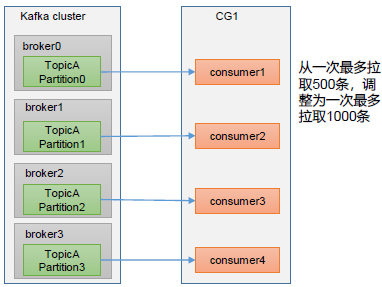 Kafka cluster
CG1
broker0
TopicA
Partition0
consumer1
从一次最多拉
取500条，调
整为一次最多
拉取1000条
broker1
TopicA
Partition1
consumer2
broker2
TopicA
Partition2
consumer3
broker3
TopicA
Partition3
consumer4